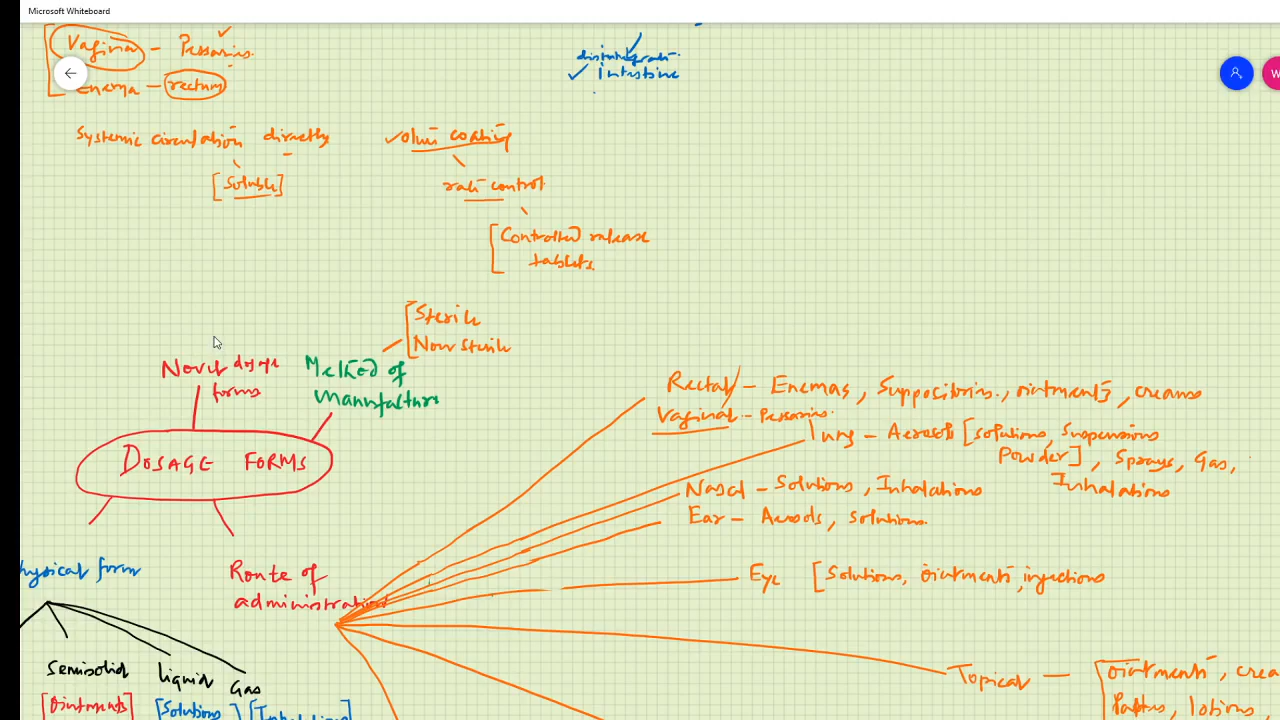 Microsoft Whiteboard
Vagina - Pessaries
Enema - rectum
Systemic circulation directly
[Soluble]
intestine
coating
rate control
[Controlled release
tablets
[Sterile
Non sterile
Novel dosage
forms
Method of
manufacture
DOSAGE FORMS
Rectal - Enemas, Suppositories, ointments, creams
Vaginal - Pessaries
lung - Aerosols [solutions, suspensions
Powder], Sprays, Gas,
Inhalations
Nasal - Solutions, Inhalations
Ear - Aerosols, solutions
Eye [Solutions, ointments, injections
hysical form
Route of
administration
Semisolid liquid Gas
[Ointments] [Solutions
Topical - ointments, crea
Pastes, lotions,
W